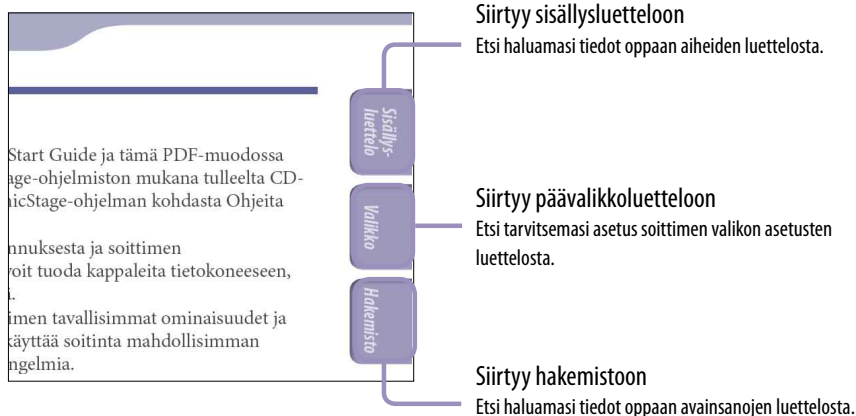 Siirtyy sisällysluetteloon
Etsi haluamasi tiedot oppaan aiheiden luettelosta.
Sisällys-
luettelo
Start Guide ja tämä PDF-muodossa
age-ohjelmiston mukana tulleelta CD-
nicStage-ohjelman kohdasta Ohjeita
Valikko
Siirtyy päävalikkoluetteloon
Etsi tarvitsemasi asetus soittimen valikon asetusten
luettelosta.
nnuksesta ja soittimen
voit tuoda kappaleita tietokoneeseen,
ä.
imen tavallisimmat ominaisuudet ja
käyttää soitinta mahdollisimman
ngelmia.
Hakemisto
Siirtyy hakemistoon
Etsi haluamasi tiedot oppaan avainsanojen luettelosta.